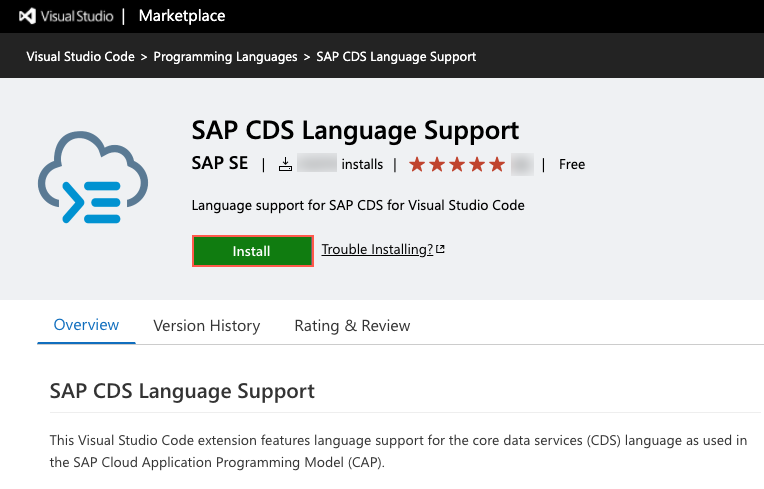 Visual Studio | Marketplace
Visual Studio Code > Programming Languages > SAP CDS Language Support
SAP CDS Language Support
SAP SE | installs | | Free
Language support for SAP CDS for Visual Studio Code
Install Trouble Installing?
Overview Version History Rating & Review
SAP CDS Language Support
This Visual Studio Code extension features language support for the core data services (CDS) language as used in
the SAP Cloud Application Programming Model (CAP).